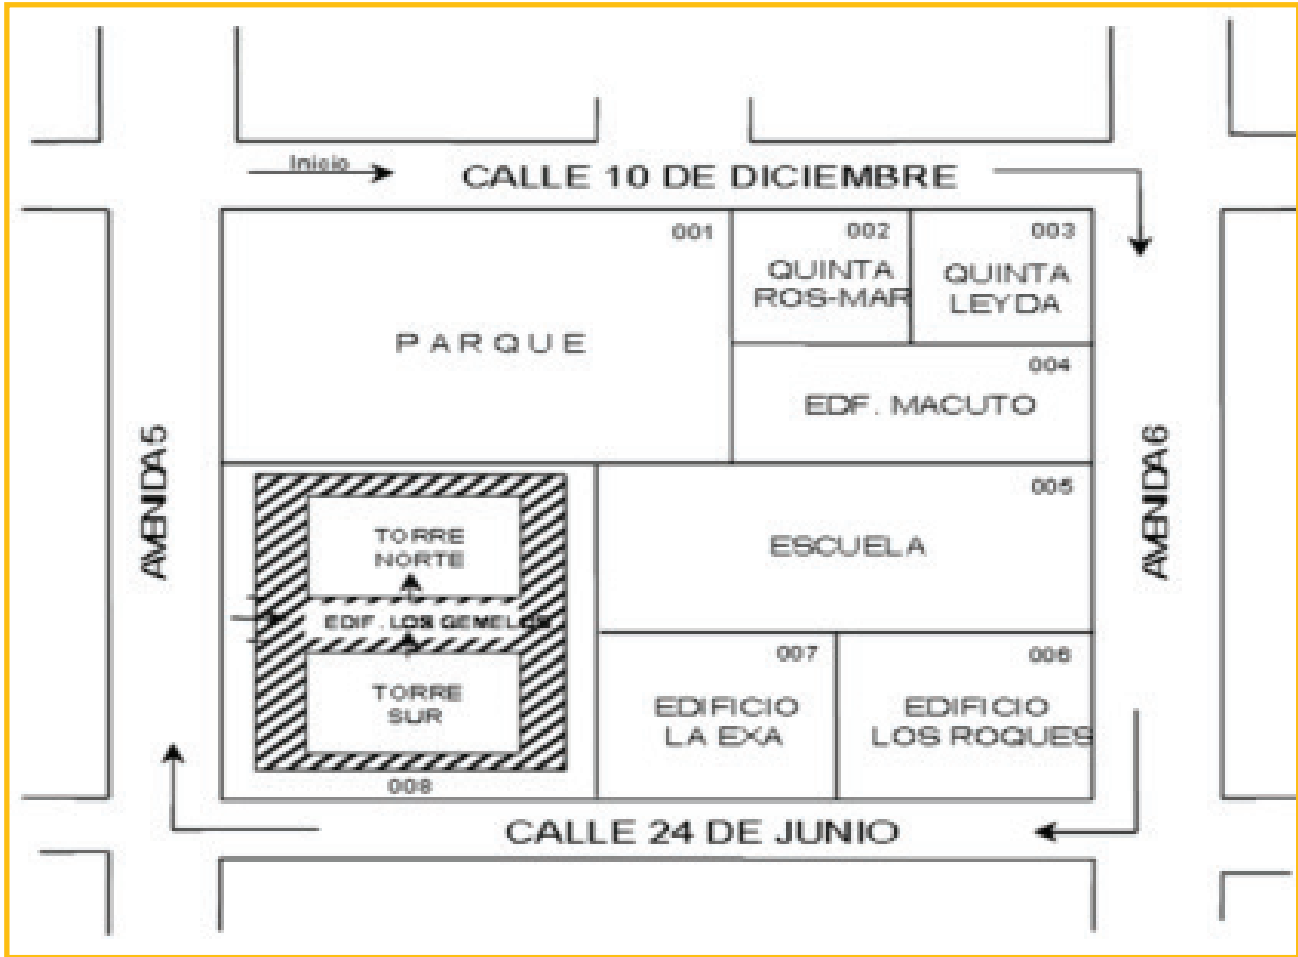 Inicio
CALLE 10 DE DICIEMBRE
001
002
003
QUINTA
ROS-MAR
QUINTA
LEYDA
PARQUE
004
EDF. MACUTO
AVENIDA 5
AVENIDA 6
005
ESCUELA
TORRE
NORTE
EDIF. LOS GEMELOS
TORRE
SUR
008
007
EDIFICIO
LA EXA
006
EDIFICIO
LOS ROQUES
CALLE 24 DE JUNIO